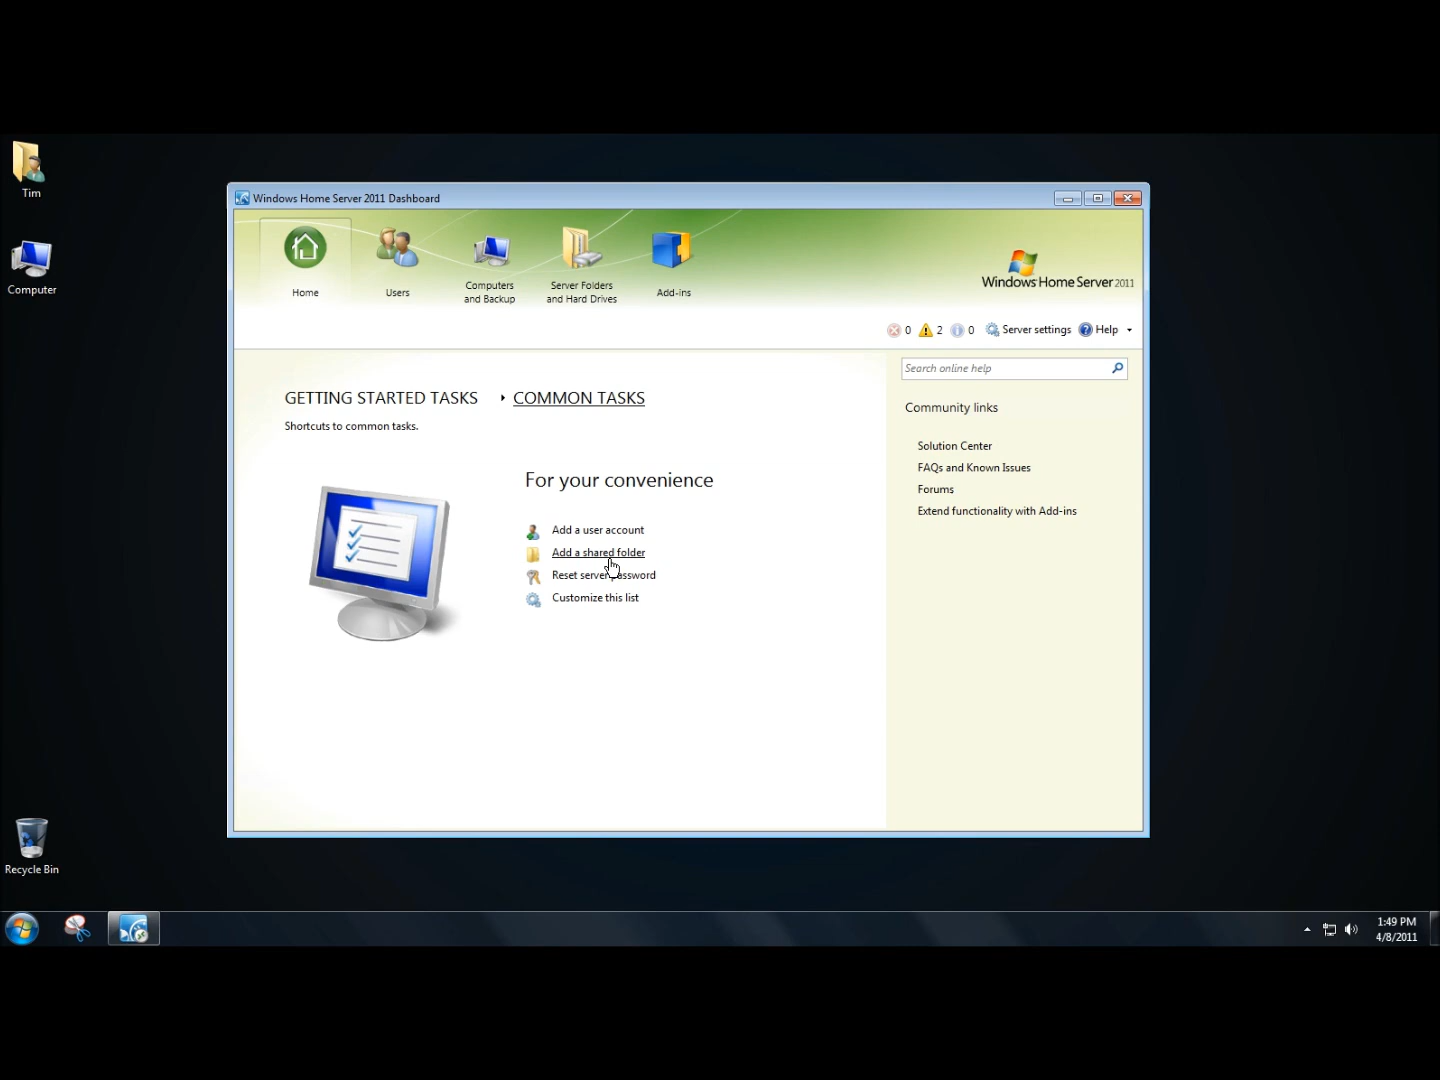 Tim
Computer
Recycle Bin
Windows Home Server 2011 Dashboard
Home
Users
Computers
and Backup
Server Folders
and Hard Drives
Add-ins
Windows Home Server 2011
0 2 0 Server settings Help
Search online help
GETTING STARTED TASKS COMMON TASKS
Shortcuts to common tasks.
For your convenience
Add a user account
Add a shared folder
Reset server password
Customize this list
Community links
Solution Center
FAQs and Known Issues
Forums
Extend functionality with Add-ins
1:49 PM
4/8/2011